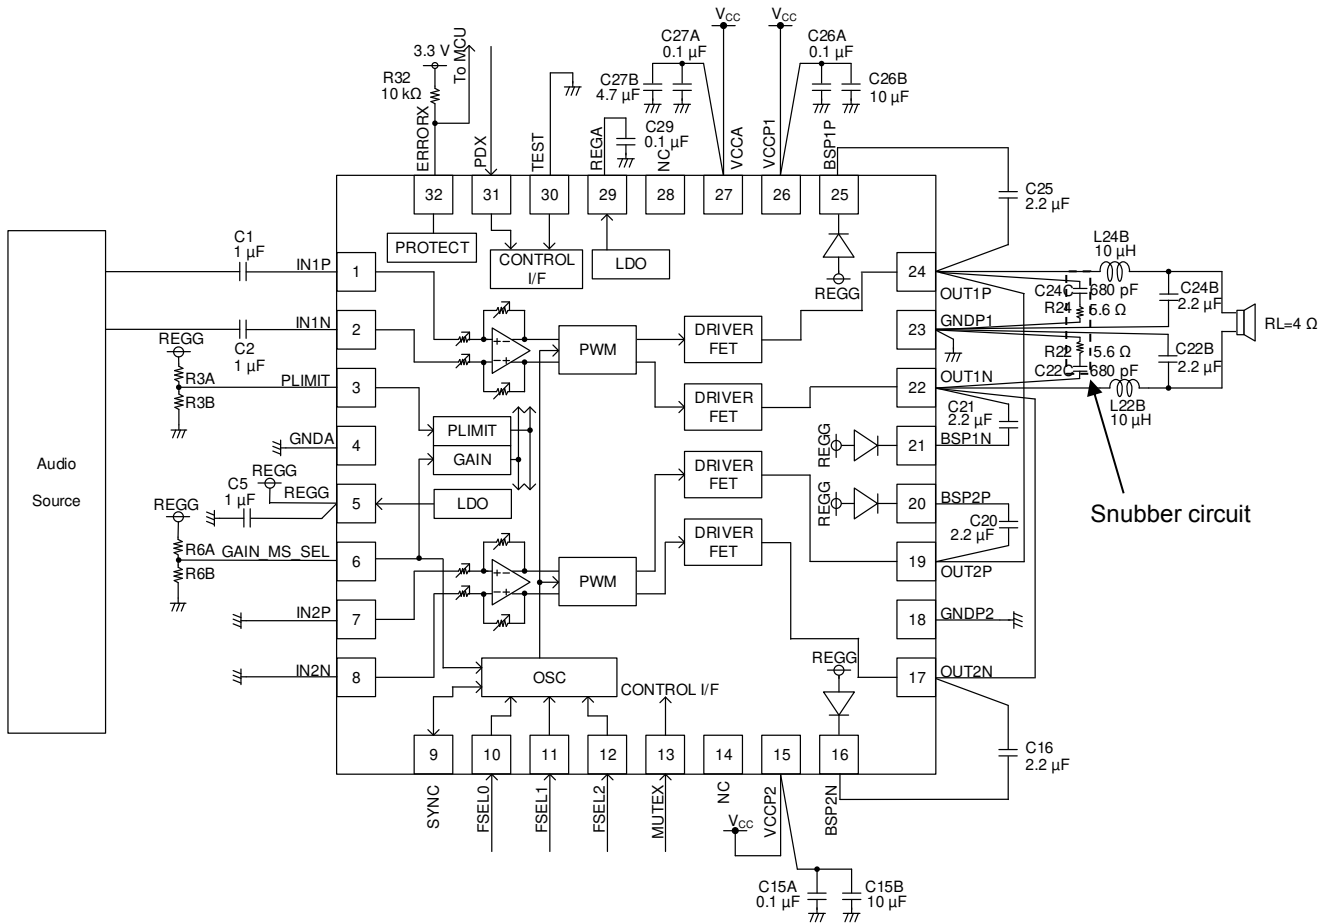 VCC
VCC
C27A
0.1 µF
C26A
0.1 µF
3.3 V
To MCU
R32
10 kΩ
C27B
4.7 µF
C26B
10 µF
C29
0.1 µF
ERRORX
PDX
TEST
REGA
NC
VCCA
VCCP1
BSP1P
32
31
30
29
28
27
26
25
C25
2.2 µF
PROTECT
CONTROL
I/F
LDO
REGG
C1
1 µF
IN1P
1
24
OUT1P
L24B
10 µH
C24C
680 pF
C24B
2.2 µF
R24
5.6 Ω
IN1N
2
C2
1 µF
PWM
DRIVER
FET
23
GNDP1
RL=4 Ω
R22
5.6 Ω
C22C
680 pF
C22B
2.2 µF
REGG
R3A
R3B
PLIMIT
3
DRIVER
FET
22
OUT1N
L22B
10 µH
C21
2.2 µF
GNDA
4
PLIMIT
GAIN
REGG
21
BSP1N
Audio
Source
REGG
C5
1 µF
REGG
5
LDO
DRIVER
FET
REGG
20
BSP2P
C20
2.2 µF
Snubber circuit
REGG
R6A
R6B
GAIN_MS_SEL
6
PWM
DRIVER
FET
19
OUT2P
IN2P
7
18
GNDP2
IN2N
8
OSC
CONTROL I/F
REGG
17
OUT2N
9
10
11
12
13
14
15
16
C16
2.2 µF
SYNC
FSEL0
FSEL1
FSEL2
MUTEX
NC
VCCP2
BSP2N
VCC
C15A
0.1 µF
C15B
10 µF